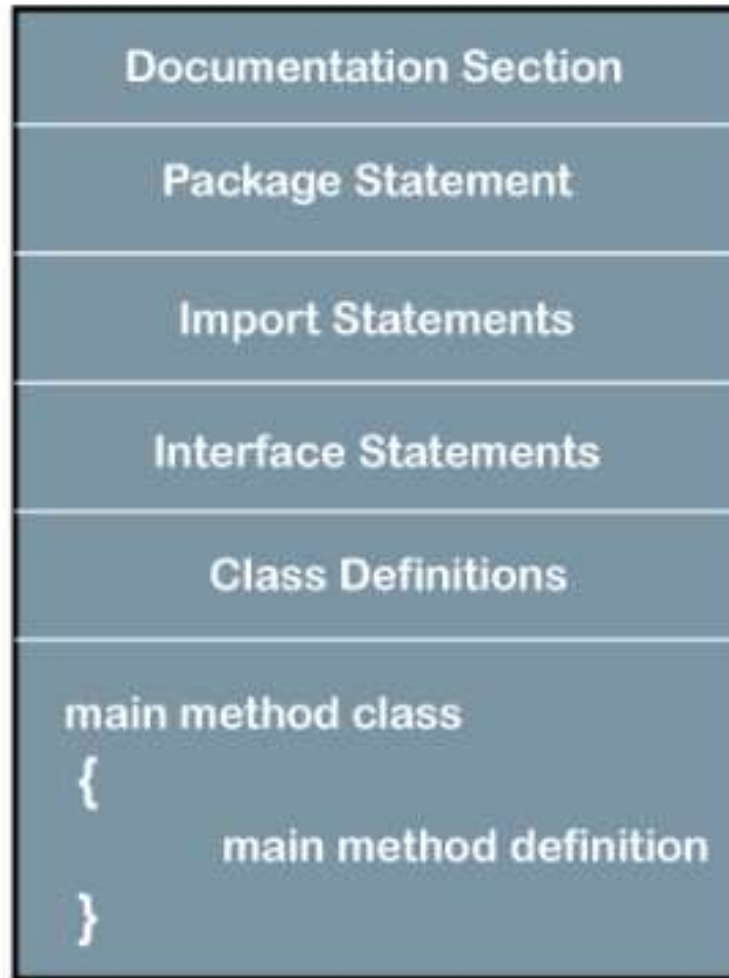 Documentation Section
Package Statement
Import Statements
Interface Statements
Class Definitions
main method class
{
main method definition
}